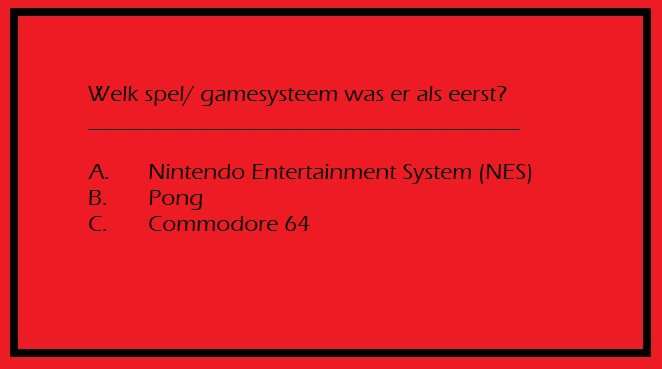 Welk spel/ gamesysteem was er als eerst?
A. Nintendo Entertainment System (NES)
B. Pong
C. Commodore 64